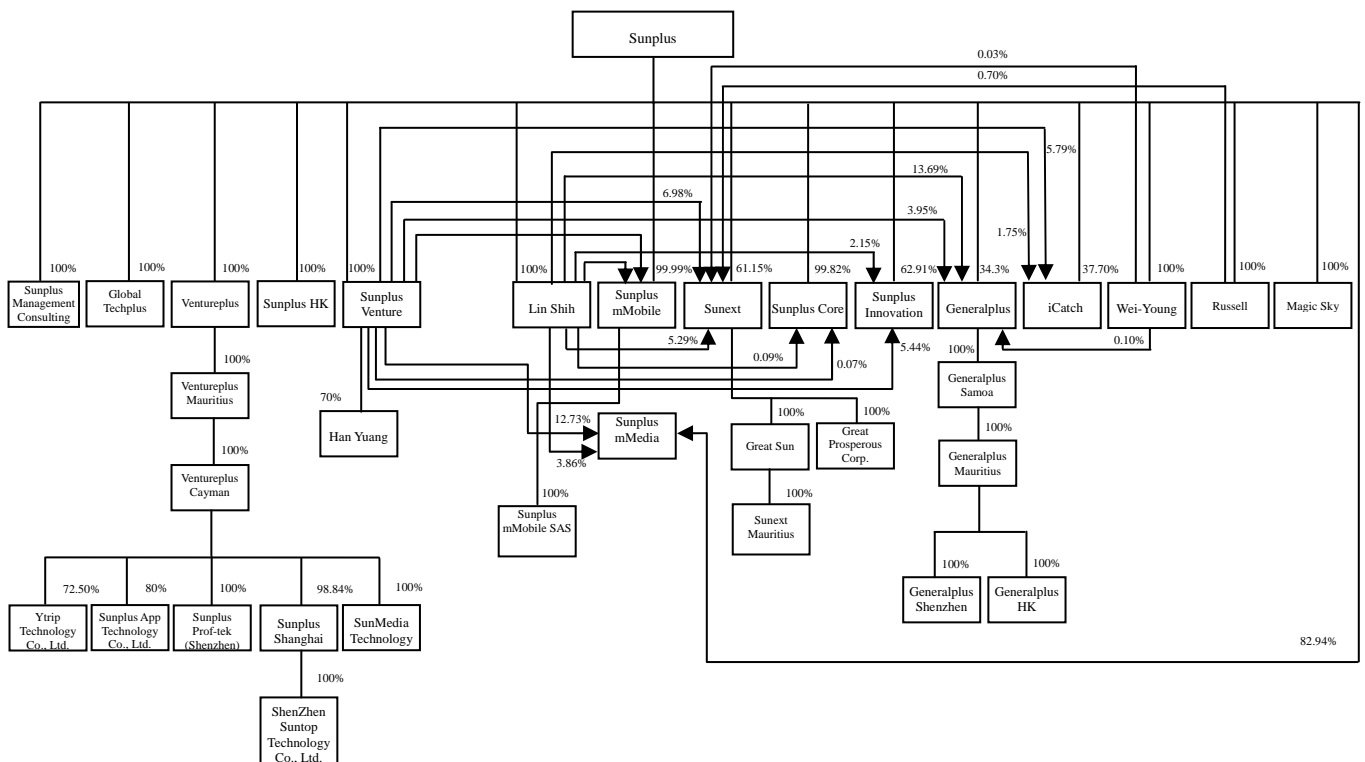 Sunplus
0.03%
0.70%
5.79%
13.69%
6.98%
3.95%
1.75%
2.15%
100%
100%
100%
100%
100%
100%
99.99%
61.15%
99.82%
62.91%
34.3%
37.70%
100%
100%
100%
Sunplus
Management
Consulting
Global
Techplus
Ventureplus
Sunplus HK
Sunplus
Venture
Lin Shih
Sunplus
mMobile
Sunext
Sunplus Core
Sunplus
Innovation
Generalplus
iCatch
Wei-Young
Russell
Magic Sky
5.29%
0.09%
0.07%
5.44%
0.10%
100%
100%
Ventureplus
Mauritius
Generalplus
Samoa
70%
Han Yuang
12.73%
Sunplus
mMedia
3.86%
100%
100%
Great Sun
Great
Prosperous
Corp.
100%
Generalplus
Mauritius
100%
Ventureplus
Cayman
100%
Sunplus
mMobile SAS
100%
Sunext
Mauritius
100%
100%
Generalplus
Shenzhen
Generalplus
HK
72.50%
80%
100%
98.84%
100%
Ytrip
Technology
Co., Ltd.
Sunplus App
Technology
Co., Ltd.
Sunplus
Prof-tek
(Shenzhen)
Sunplus
Shanghai
SunMedia
Technology
82.94%
100%
ShenZhen
Suntop
Technology
Co., Ltd.